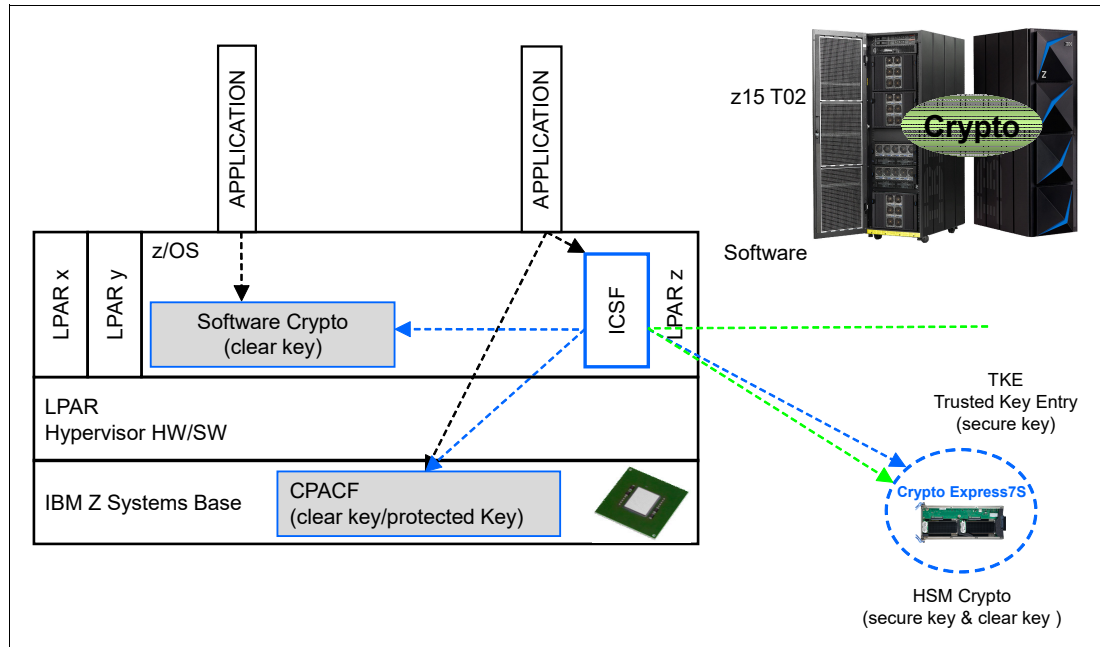 APPLICATION
APPLICATION
z15 T02
Z
Crypto
Software
LPAR x
LPAR y
z/OS
Software Crypto
(clear key)
ICSF
LPAR z
LPAR
Hypervisor HW/SW
TKE
Trusted Key Entry
(secure key)
IBM Z Systems Base
CPACF
(clear key/protected Key)
Crypto Express7S
HSM Crypto
(secure key & clear key )